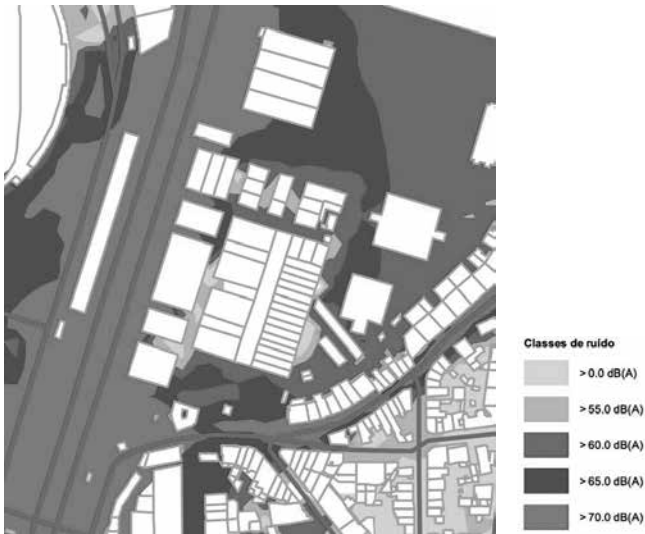 Classes de ruído
> 0.0 dB(A)
> 55.0 dB(A)
> 60.0 dB(A)
> 65.0 dB(A)
> 70.0 dB(A)